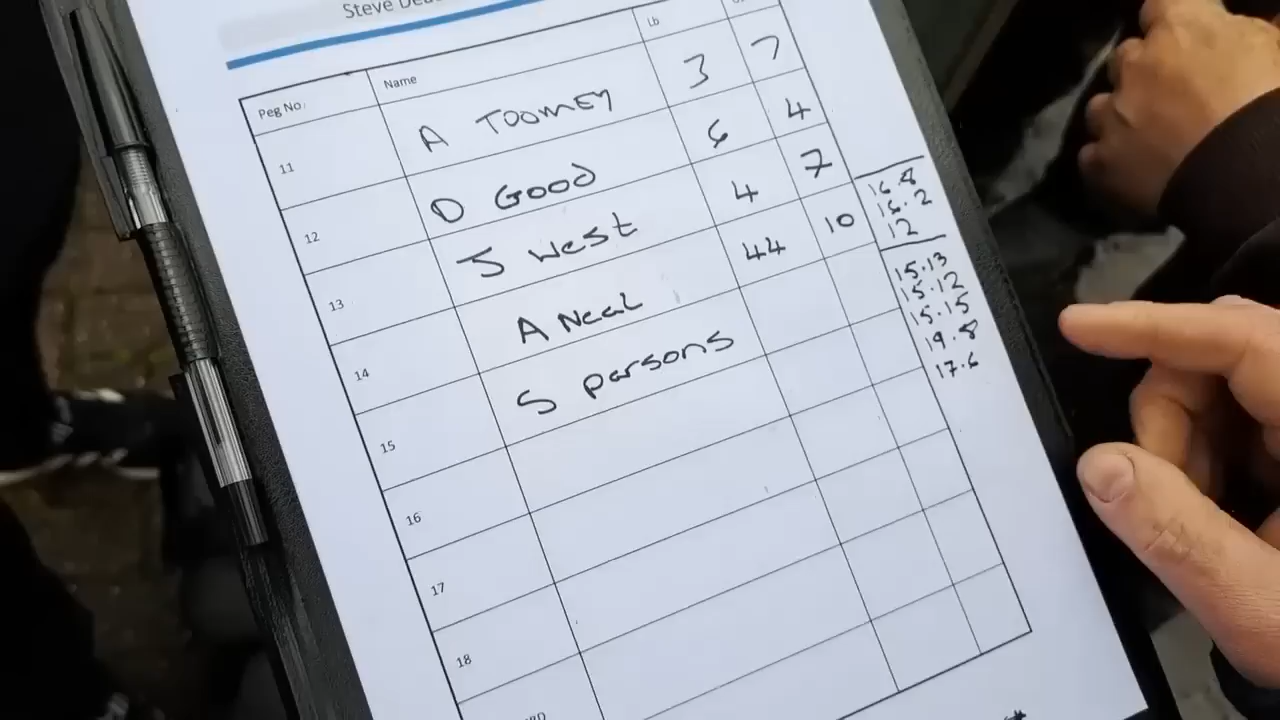 Steve
Peg No. Name Lb
11 A TOOMEY 3 7
12 D Good 6 4
13 J West 4 7
14 A Neal 44 10
15 S parsons
16
17
18
16.8
16.2
12
15.13
15.12
15.15
19.8
17.6